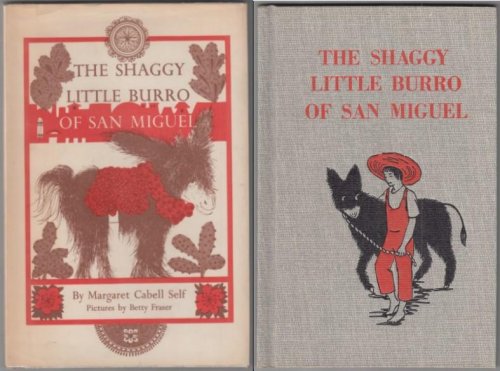 THE SHAGGY
LITTLE BURRO
OF SAN MIGUEL
By Margaret Cabell Self
Pictures by Betty Fraser
THE SHAGGY
LITTLE BURRO
OF SAN MIGUEL